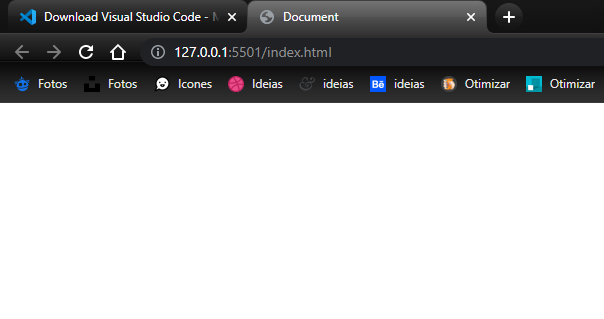 Download Visual Studio Code - M
Document
127.0.0.1:5501/index.html
Fotos
Fotos
Icones
Ideias
ideias
Bē
ideias
Otimizar
Otimizar